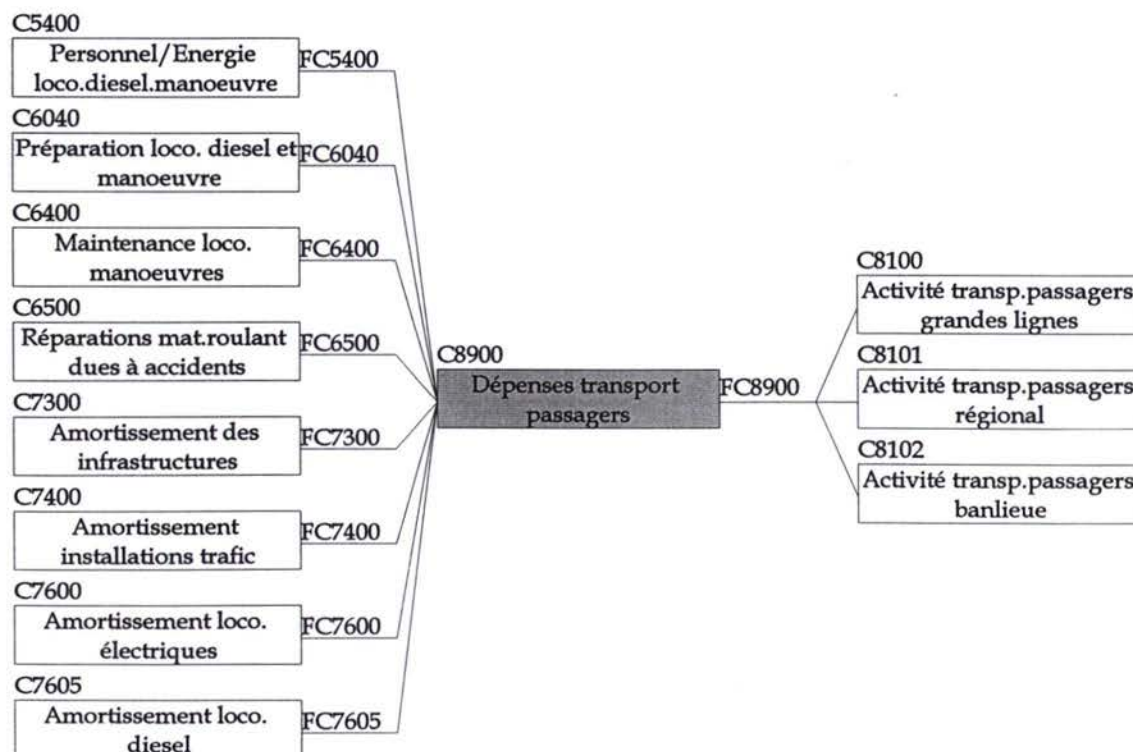 C5400
Personnel/Energie
loco.diesel.manoeuvre
FC5400
C6040
Préparation loco. diesel et
manoeuvre
FC6040
C6400
Maintenance loco.
manoeuvres
FC6400
C6500
Réparations mat.roulant
dues à accidents
FC6500
C7300
Amortissement des
infrastructures
FC7300
C7400
Amortissement
installations trafic
FC7400
C7600
Amortissement loco.
électriques
FC7600
C7605
Amortissement loco.
diesel
FC7605
C8900
Dépenses transport
passagers
FC8900
C8100
Activité transp.passagers
grandes lignes
C8101
Activité transp.passagers
régional
C8102
Activité transp.passagers
banlieue